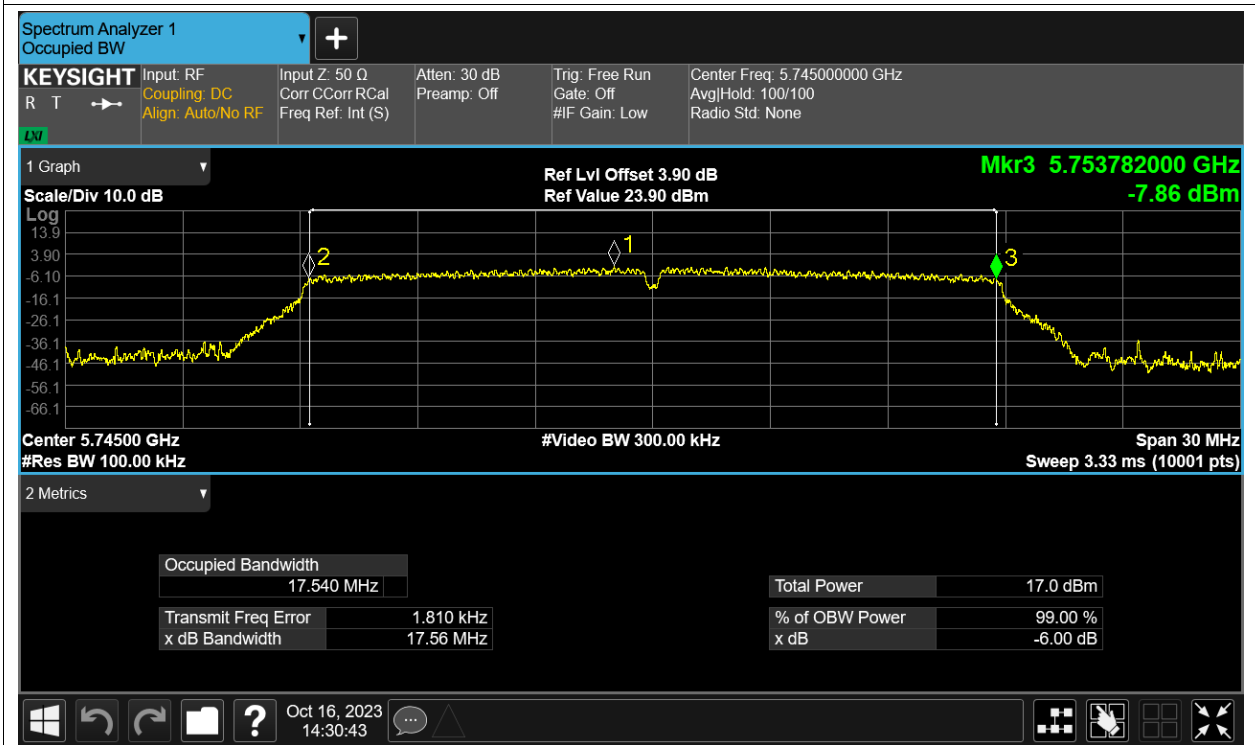 Spectrum Analyzer 1
Occupied BW
KEYSIGHT
R T
LXI
Input: RF
Coupling: DC
Align: Auto/No RF
Input Z: 50 Ω
Corr CCorr RCal
Freq Ref: Int (S)
Atten: 30 dB
Preamp: Off
Trig: Free Run
Gate: Off
#IF Gain: Low
Center Freq: 5.745000000 GHz
Avg|Hold: 100/100
Radio Std: None
1 Graph
Scale/Div 10.0 dB
Ref Lvl Offset 3.90 dB
Ref Value 23.90 dBm
Mkr3 5.753782000 GHz
-7.86 dBm
Log
13.9
3.90
-6.10
-16.1
-26.1
-36.1
-46.1
-56.1
-66.1
2
1
3
Center 5.74500 GHz
#Video BW 300.00 kHz
Span 30 MHz
#Res BW 100.00 kHz
Sweep 3.33 ms (10001 pts)
2 Metrics
Occupied Bandwidth
17.540 MHz
Transmit Freq Error 1.810 kHz
x dB Bandwidth 17.56 MHz
Total Power 17.0 dBm
% of OBW Power 99.00 %
x dB -6.00 dB
?
Oct 16, 2023
14:30:43